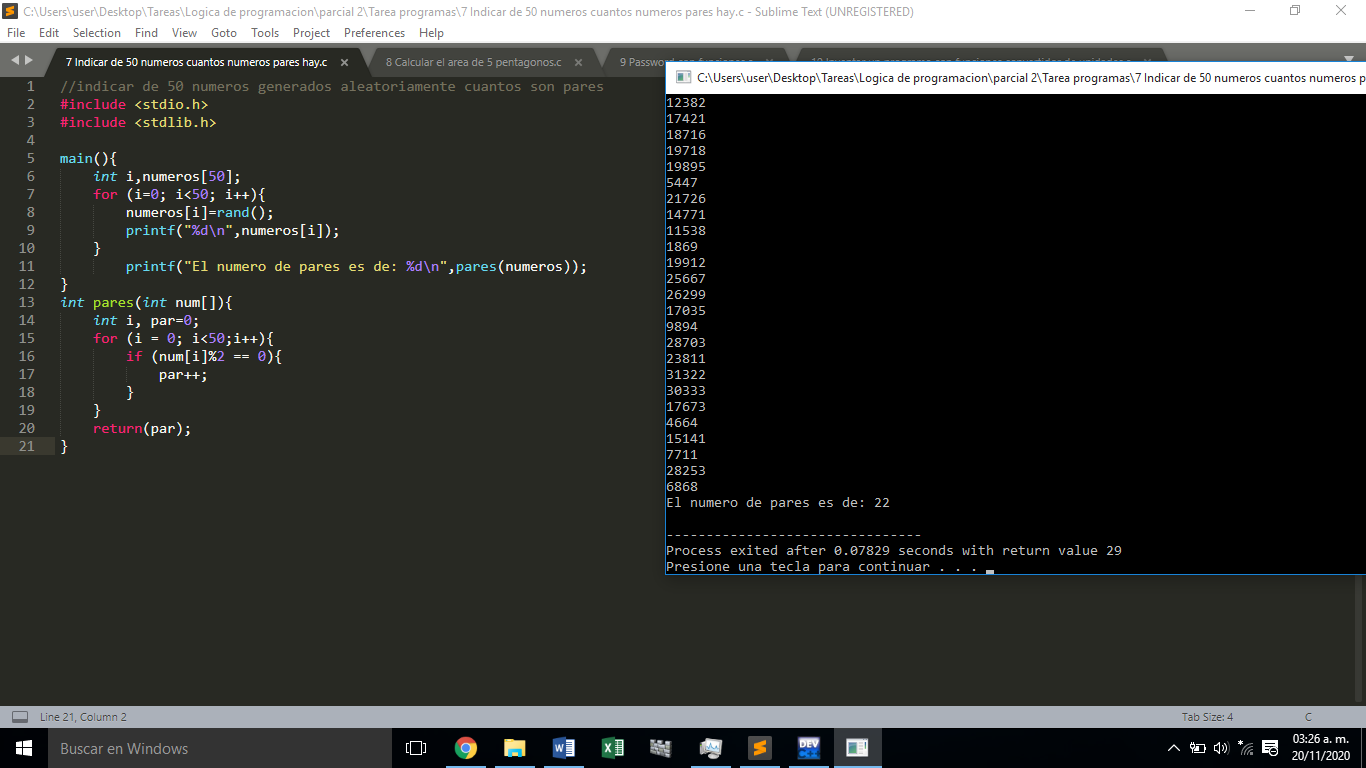 C:\Users\user\Desktop\Tareas\Logica de programacion\parcial 2\Tarea programas\7 Indicar de 50 numeros cuantos numeros pares hay.c - Sublime Text (UNREGISTERED)
File Edit Selection Find View Goto Tools Project Preferences Help
7 Indicar de 50 numeros cuantos numeros pares hay.c × 8 Calcular el area de 5 pentagonos.c × 9 Password
1 //indicar de 50 numeros generados aleatoriamente cuantos son pares
2 #include <stdio.h>
3 #include <stdlib.h>
4
5 main(){
6 int i,numeros[50];
7 for (i=0; i<50; i++){
8 numeros[i]=rand();
9 printf("%d\n",numeros[i]);
10 }
11 printf("El numero de pares es de: %d\n",pares(numeros));
12 }
13 int pares(int num[]){
14 int i, par=0;
15 for (i = 0; i<50;i++){
16 if (num[i]%2 == 0){
17 par++;
18 }
19 }
20 return(par);
21 }
C:\Users\user\Desktop\Tareas\Logica de programacion\parcial 2\Tarea programas\7 Indicar de 50 numeros cuantos numeros p
12382
17421
18716
19718
19895
5447
21726
14771
11538
1869
19912
25667
26299
17035
9894
28703
23811
31322
30333
17673
4664
15141
7711
28253
6868
El numero de pares es de: 22
--------------------------------
Process exited after 0.07829 seconds with return value 29
Presione una tecla para continuar . . .
Line 21, Column 2 Tab Size: 4 C
Buscar en Windows
DEV C++
03:26 a. m.
20/11/2020